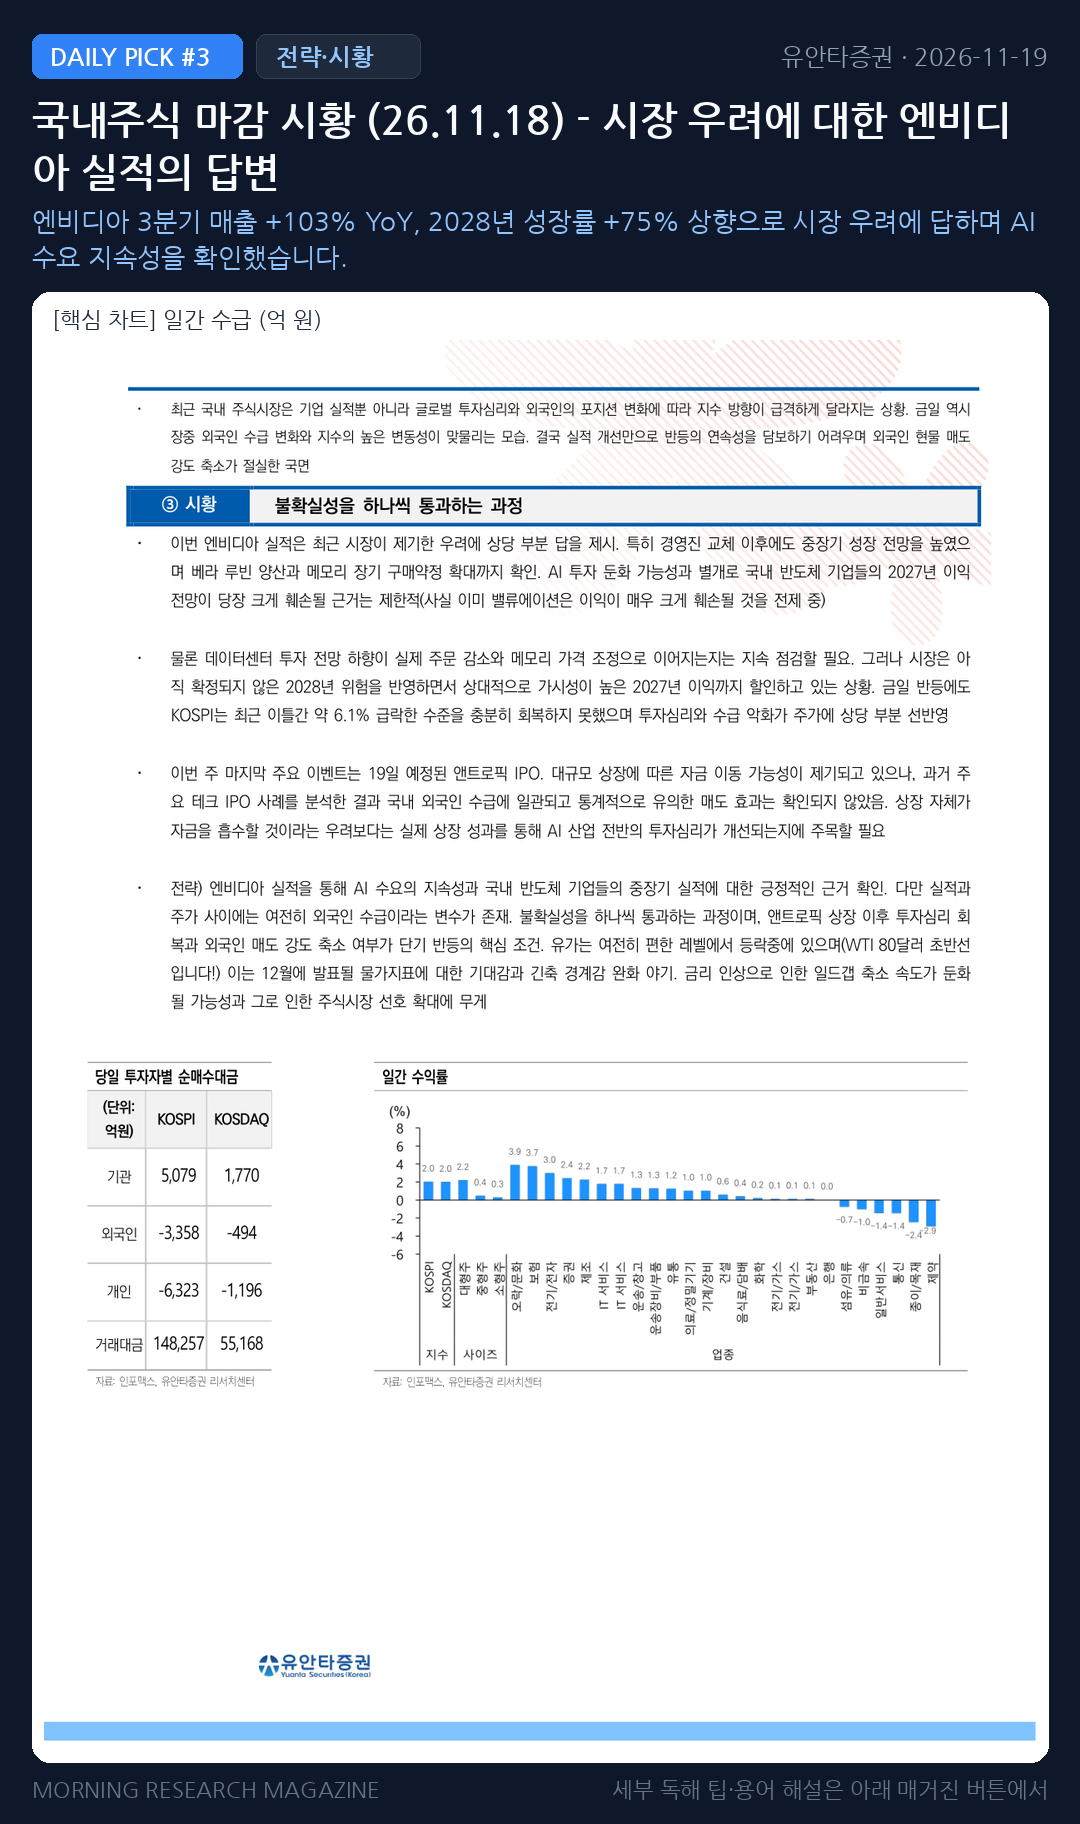 DAILY PICK #3
전략·시황
유안타증권 · 2026-11-19
국내주식 마감 시황 (26.11.18) - 시장 우려에 대한 엔비디
아 실적의 답변
엔비디아 3분기 매출 +103% YoY, 2028년 성장률 +75% 상향으로 시장 우려에 답하며 AI
수요 지속성을 확인했습니다.
[핵심 차트] 일간 수급 (억 원)
· 최근 국내 주식시장은 기업 실적뿐 아니라 글로벌 투자심리와 외국인의 포지션 변화에 따라 지수 방향이 급격하게 달라지는 상황. 금일 역시
장중 외국인 수급 변화와 지수의 높은 변동성이 맞물리는 모습. 결국 실적 개선만으로 반등의 연속성을 담보하기 어려우며 외국인 현물 매도
강도 축소가 절실한 국면
③ 시황
불확실성을 하나씩 통과하는 과정
· 이번 엔비디아 실적은 최근 시장이 제기한 우려에 상당 부분 답을 제시. 특히 경영진 교체 이후에도 중장기 성장 전망을 높였으
며 베라 루빈 양산과 메모리 장기 구매약정 확대까지 확인. AI 투자 둔화 가능성과 별개로 국내 반도체 기업들의 2027년 이익
전망이 당장 크게 훼손될 근거는 제한적(사실 이미 밸류에이션은 이익이 매우 크게 훼손될 것을 전제 중)
· 물론 데이터센터 투자 전망 하향이 실제 주문 감소와 메모리 가격 조정으로 이어지는지는 지속 점검할 필요. 그러나 시장은 아
직 확정되지 않은 2028년 위험을 반영하면서 상대적으로 가시성이 높은 2027년 이익까지 할인하고 있는 상황. 금일 반등에도
KOSPI는 최근 이틀간 약 6.1% 급락한 수준을 충분히 회복하지 못했으며 투자심리와 수급 악화가 주가에 상당 부분 선반영
· 이번 주 마지막 주요 이벤트는 19일 예정된 앤트로픽 IPO. 대규모 상장에 따른 자금 이동 가능성이 제기되고 있으나, 과거 주
요 테크 IPO 사례를 분석한 결과 국내 외국인 수급에 일관되고 통계적으로 유의한 매도 효과는 확인되지 않았음. 상장 자체가
자금을 흡수할 것이라는 우려보다는 실제 상장 성과를 통해 AI 산업 전반의 투자심리가 개선되는지에 주목할 필요
· 전략) 엔비디아 실적을 통해 AI 수요의 지속성과 국내 반도체 기업들의 중장기 실적에 대한 긍정적인 근거 확인. 다만 실적과
주가 사이에는 여전히 외국인 수급이라는 변수가 존재. 불확실성을 하나씩 통과하는 과정이며, 앤트로픽 상장 이후 투자심리 회
복과 외국인 매도 강도 축소 여부가 단기 반등의 핵심 조건. 유가는 여전히 편한 레벨에서 등락중에 있으며(WTI 80달러 초반선
입니다!) 이는 12월에 발표될 물가지표에 대한 기대감과 긴축 경계감 완화 야기. 금리 인상으로 인한 일드갭 축소 속도가 둔화
될 가능성과 그로 인한 주식시장 선호 확대에 무게
당일 투자자별 순매수대금
(단위: 억원) KOSPI KOSDAQ
기관 5,079 1,770
외국인 -3,358 -494
개인 -6,323 -1,196
거래대금 148,257 55,168
자료: 인포맥스, 유안타증권 리서치센터
일간 수익률
(%)
8
6
4
2
0
-2
-4
-6
2.0 2.0 2.2 0.4 0.3 3.9 3.7 3.0 2.4 2.2 1.7 1.7 1.3 1.3 1.2 1.0 1.0 0.6 0.4 0.2 0.1 0.1 0.1 0.0 -0.7 -1.0 -1.4 -1.4 -2.4 -2.9
KOSPI KOSDAQ 대형주 중형주 소형주 오락/문화 보험 전기/전자 증권 제조 IT 서비스 IT 서비스 운송/창고 운송장비/부품 유통 의료/정밀기기 기계/장비 건설 음식료/담배 화학 전기/가스 전기/가스 부동산 은행 섬유/의류 비금속 일반서비스 통신 종이/목재 제약
지수 사이즈 업종
자료: 인포맥스, 유안타증권 리서치센터
유안타증권
Yuanta Securities(Korea)
MORNING RESEARCH MAGAZINE
세부 독해 팁·용어 해설은 아래 매거진 버튼에서